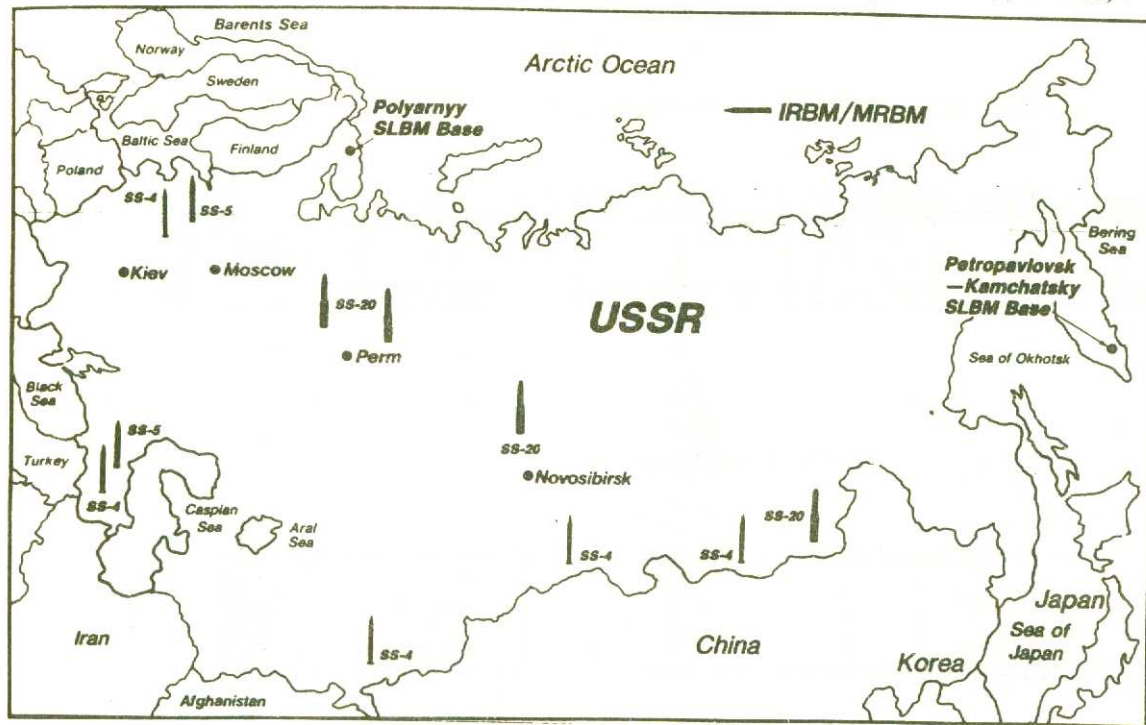 Barents Sea
Norway
Sweden
Arctic Ocean
Polyarnyy
SLBM Base
IRBM/MRBM
Baltic Sea
Finland
Poland
SS-4
SS-5
Bering
Sea
Kiev
Moscow
Petropavlovsk
—Kamchatsky
SLBM Base
SS-20
USSR
Perm
Sea of Okhotsk
Black
Sea
SS-5
SS-20
Turkey
Novosibirsk
SS-4
Caspian
Sea
Aral
Sea
SS-20
SS-4
SS-4
Japan
Iran
SS-4
China
Sea of
Japan
Korea
Afghanistan